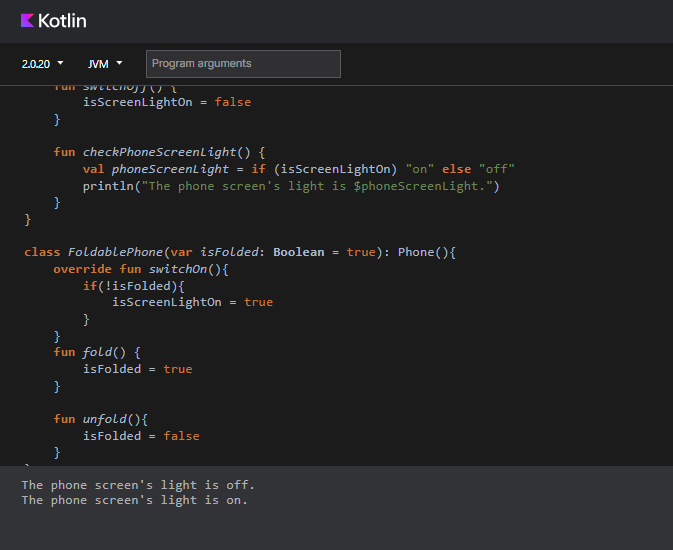 Kotlin
2.0.20 JVM Program arguments
fun switchOff() {
isScreenLightOn = false
}
fun checkPhoneScreenLight() {
val phoneScreenLight = if (isScreenLightOn) "on" else "off"
println("The phone screen's light is $phoneScreenLight.")
}
}
class FoldablePhone(var isFolded: Boolean = true): Phone(){
override fun switchOn(){
if(!isFolded){
isScreenLightOn = true
}
}
fun fold() {
isFolded = true
}
fun unfold(){
isFolded = false
}
The phone screen's light is off.
The phone screen's light is on.